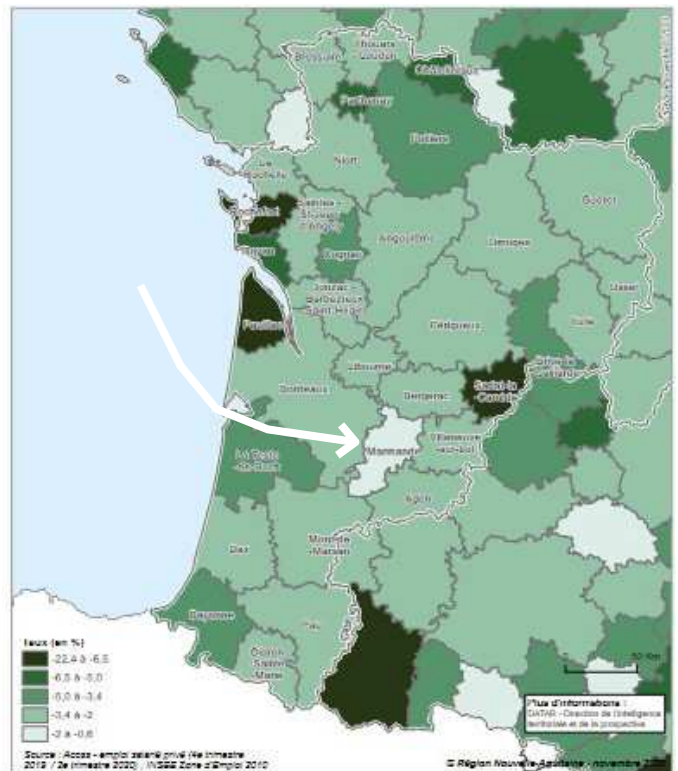 Bressuire
Thouars
-Loudun
Châtellerault
Parthenay
Poitiers
Niort
La
Rochelle
Guéret
Rochefort
Saintes -
Angoulême
Limoges
Royan
Cognac
Ussel
Jonzac -
Barbezieux
Saint-Hilaire
Pauillac
Périgueux
Tulle
Brive-la
-Gaillarde
Libourne
Sarlat-la
-Canéda
Bordeaux
Bergerac
Marmande
Villeneuve
-sur-Lot
La Teste
-de-Buch
Agen
Dax
Mont-de
-Marsan
Bayonne
Pau
Oloron
Sainte
-Marie
taux (en %)
-22,4 à -6,5
-6,5 à -5,0
-5,0 à -3,4
-3,4 à -2
-2 à -0,6
50 Km
Plus d'informations :
DATAR - Direction de l'intelligence
territoriale et de la prospective
Source : Acoss - emploi salarié privé (4e trimestre
2019 / 2e trimestre 2020) , INSEE Zone d'Emploi 2010
© Région Nouvelle-Aquitaine - novembre